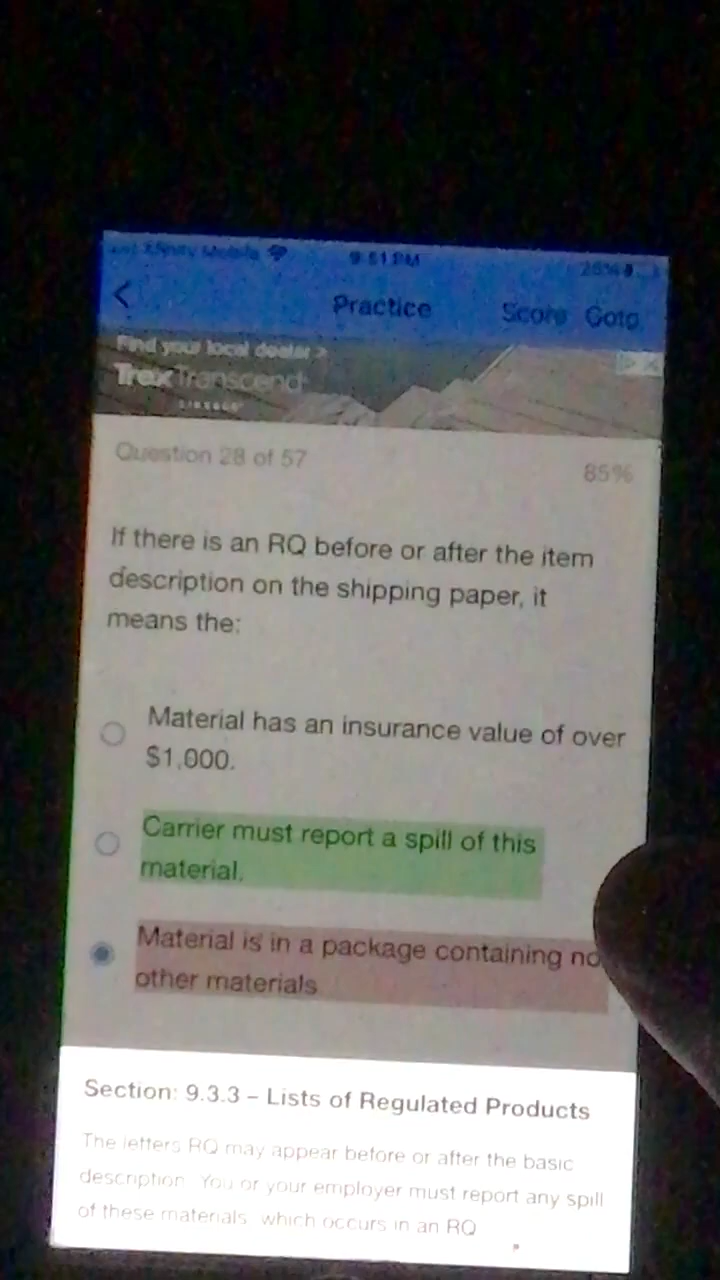 Xfinity Mobile 9:51 PM 26%
Practice Score Goto
Find your local dealer >
Trex Transcend
LINEAGE
Question 28 of 57 85%
If there is an RQ before or after the item
description on the shipping paper, it
means the:
Material has an insurance value of over
$1,000.
Carrier must report a spill of this
material.
Material is in a package containing no
other materials
Section: 9.3.3 – Lists of Regulated Products
The letters RQ may appear before or after the basic
description. You or your employer must report any spill
of these materials, which occurs in an RQ